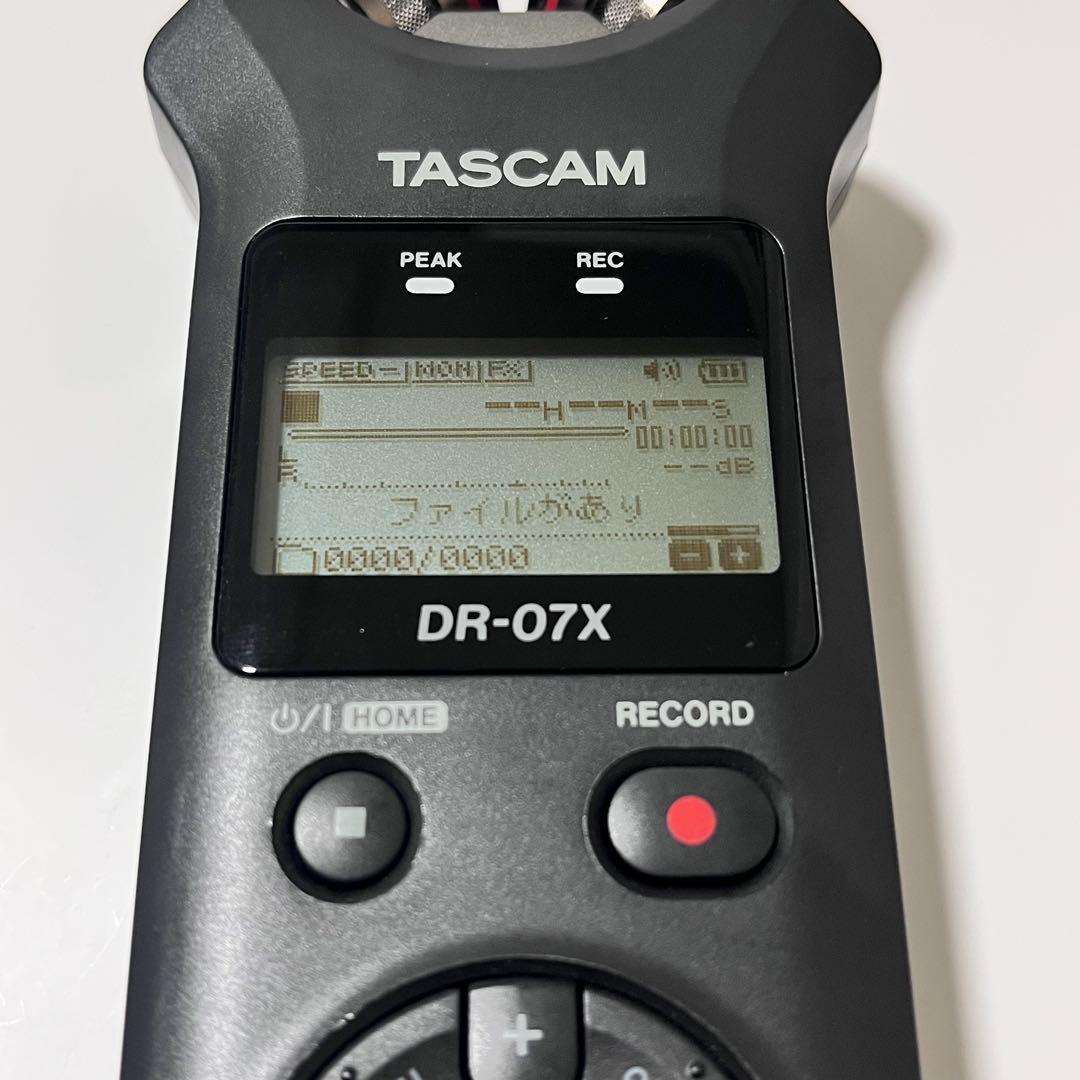 TASCAM
PEAK REC
SPEED- MON FX
--H--M--S
00:00:00
--dB
ファイルがあり
0000/0000
DR-07X
HOME RECORD